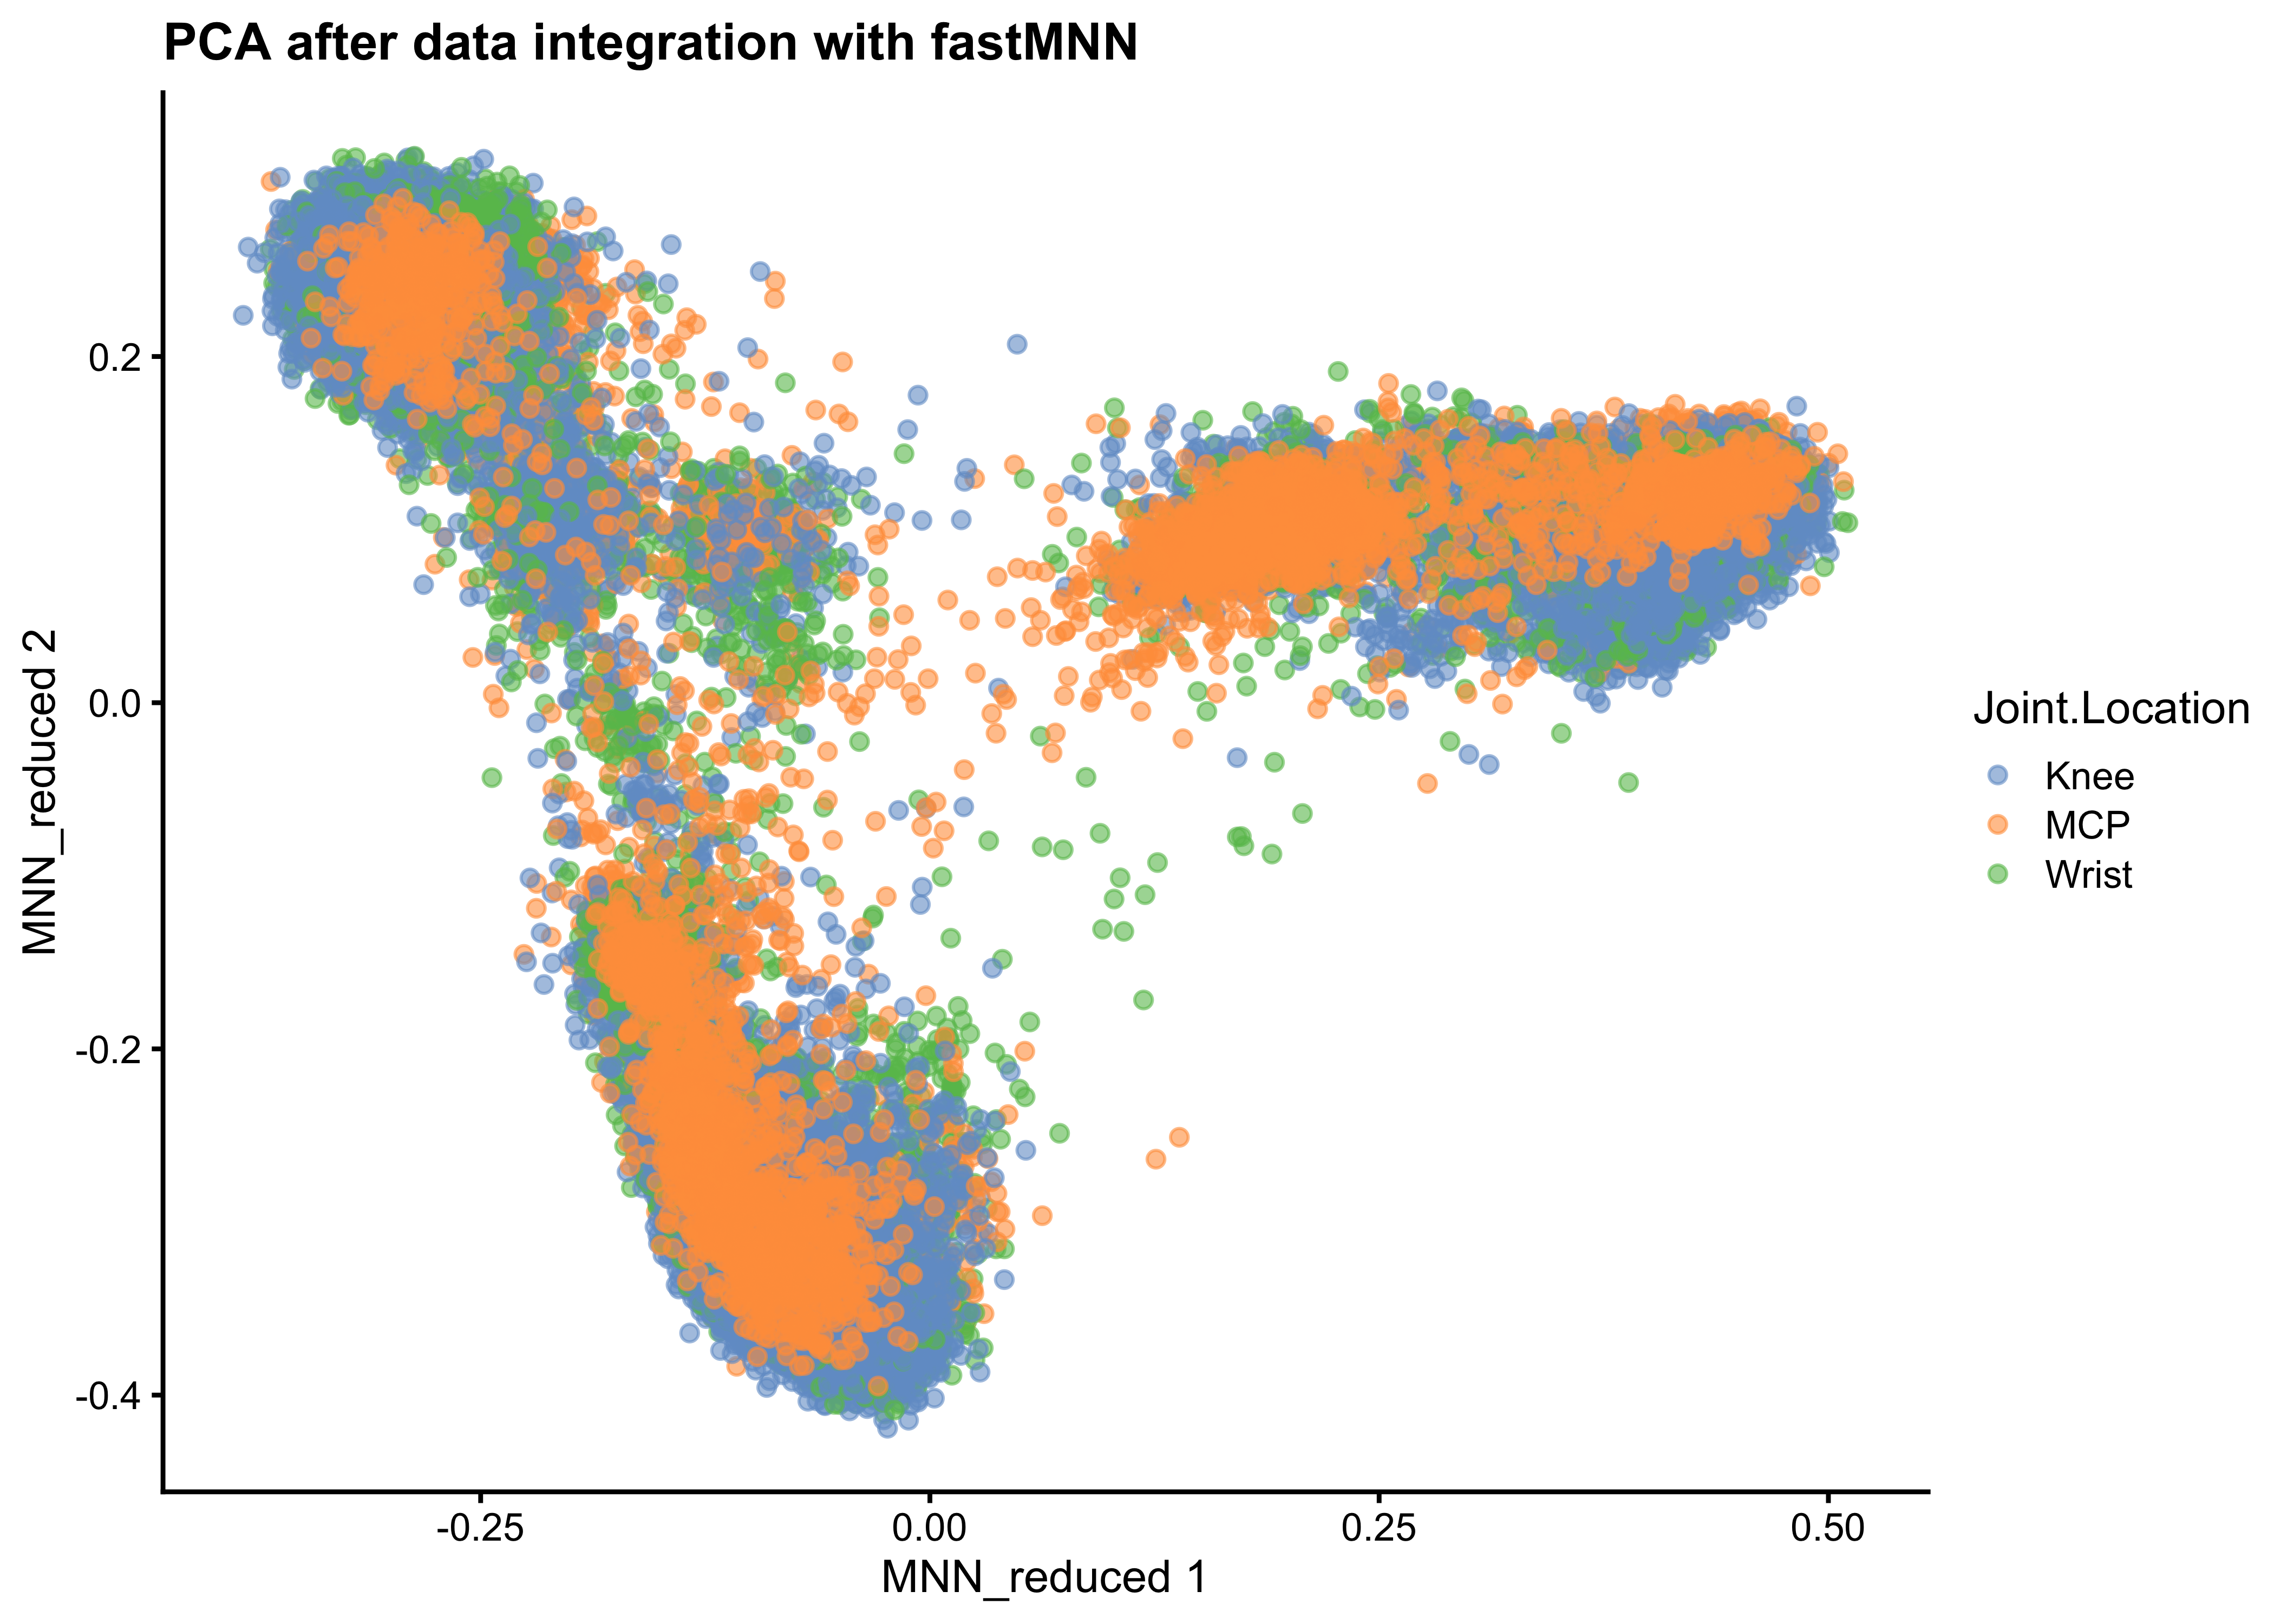 PCA after data integration with fastMNN
0.2
0.0
-0.2
-0.4
MNN_reduced 2
-0.25
0.00
0.25
0.50
MNN_reduced 1
Joint.Location
Knee
MCP
Wrist